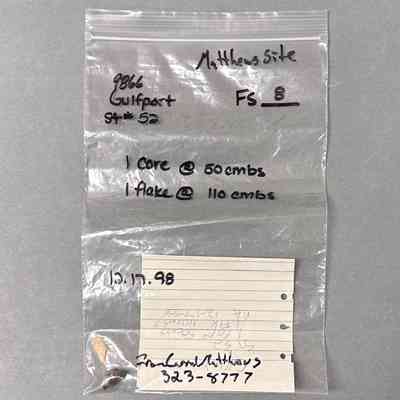 Matthews Site
9866
Gulfport
FS 8
St# 52
1 core @ 50 cmbs
1 flake @ 110 cmbs
12.17.98
Matthews
323-8777